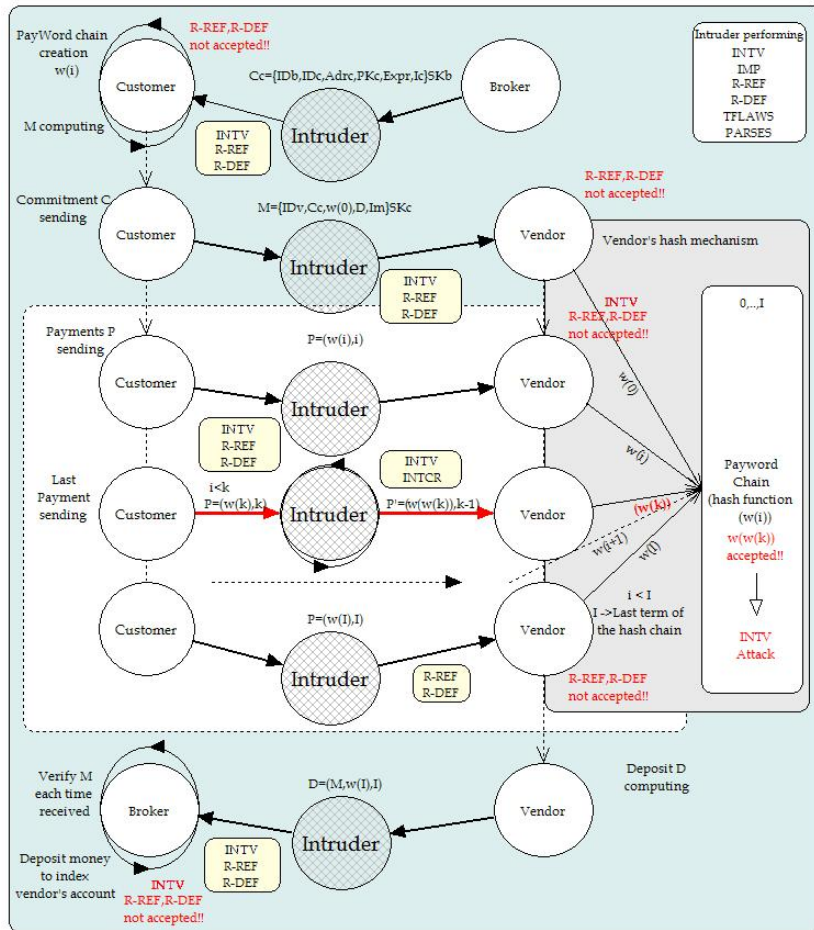 PayWord chain
creation
w(i)
R-REF,R-DEF
not accepted!!
Customer
M computing
Cc={IDb,IDc,Adrc,PKc,Expr,Ic}SKb
Intruder
INTV
R-REF
R-DEF
Broker
Intruder performing
INTV
IMP
R-REF
R-DEF
TFLAWS
PARSES
Commitment C
sending
Customer
M={IDv,Cc,w(0),D,Im}SKc
Intruder
INTV
R-REF
R-DEF
R-REF,R-DEF
not accepted!!
Vendor
Vendor's hash mechanism
Payments P
sending
Customer
P=(w(i),i)
Intruder
INTV
R-REF
R-DEF
INTV
R-REF,R-DEF
not accepted!!
Vendor
w(0)
w(i)
0,..,I
Last
Payment
sending
Customer
i<k
P=(w(k),k)
Intruder
INTV
INTCR
P'=(w(w(k)),k-1)
Vendor
(w(k))
w(i+1)
w(I)
Payword
Chain
(hash function
(w(i))
w(w(k))
accepted!!
INTV
Attack
Customer
P=(w(I),I)
Intruder
R-REF
R-DEF
Vendor
i < I
I ->Last term of
the hash chain
R-REF,R-DEF
not accepted!!
Verify M
each time
received
Broker
Deposit money
to index
vendor's account
INTV
R-REF,R-DEF
not accepted!!
INTV
R-REF
R-DEF
D=(M,w(I),I)
Intruder
Vendor
Deposit D
computing